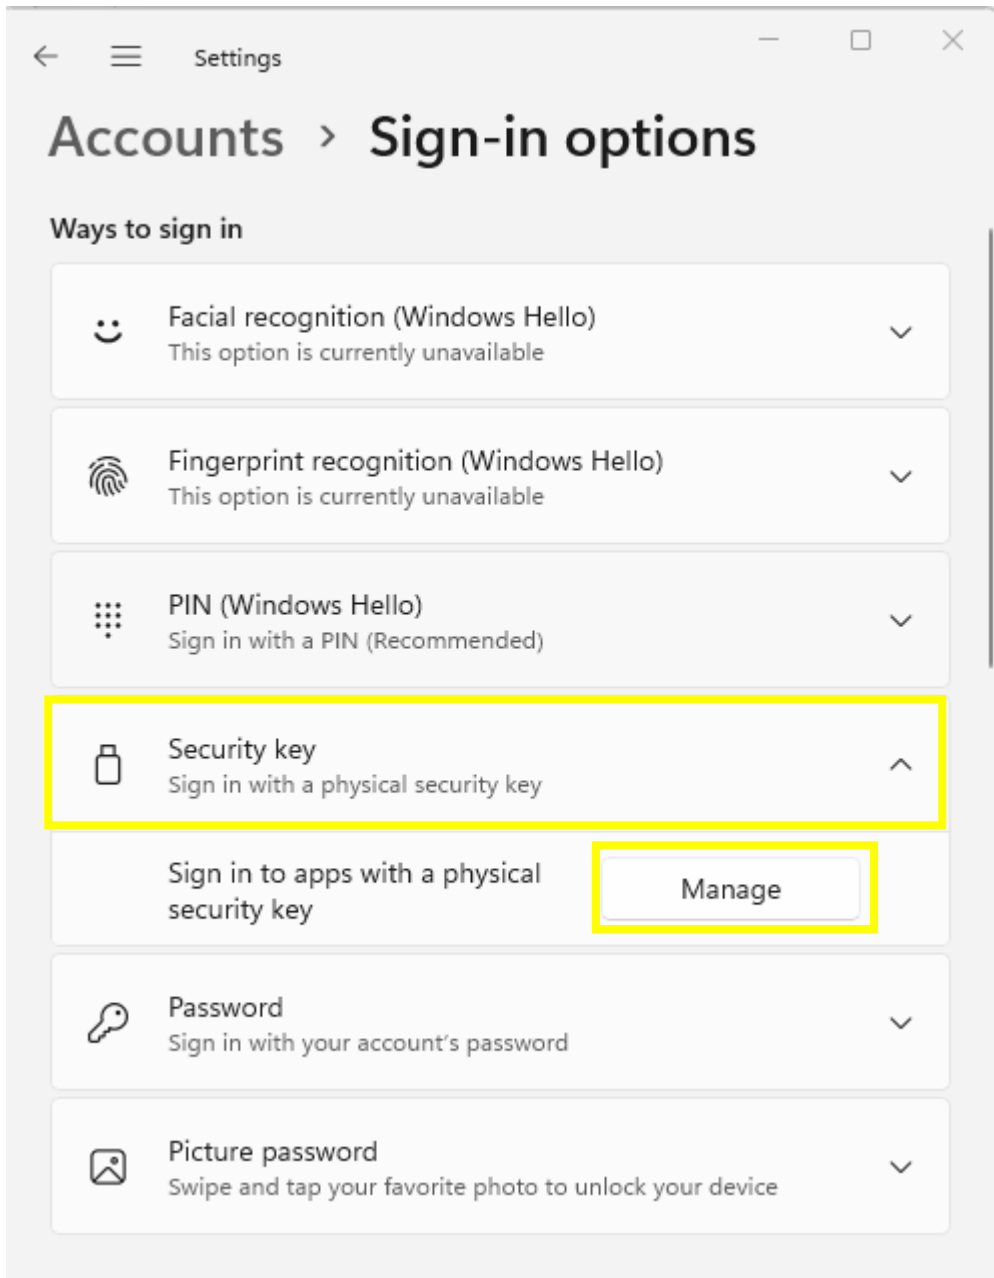 Settings
Accounts > Sign-in options
Ways to sign in
Facial recognition (Windows Hello)
This option is currently unavailable
Fingerprint recognition (Windows Hello)
This option is currently unavailable
PIN (Windows Hello)
Sign in with a PIN (Recommended)
Security key
Sign in with a physical security key
Sign in to apps with a physical
security key
Manage
Password
Sign in with your account's password
Picture password
Swipe and tap your favorite photo to unlock your device